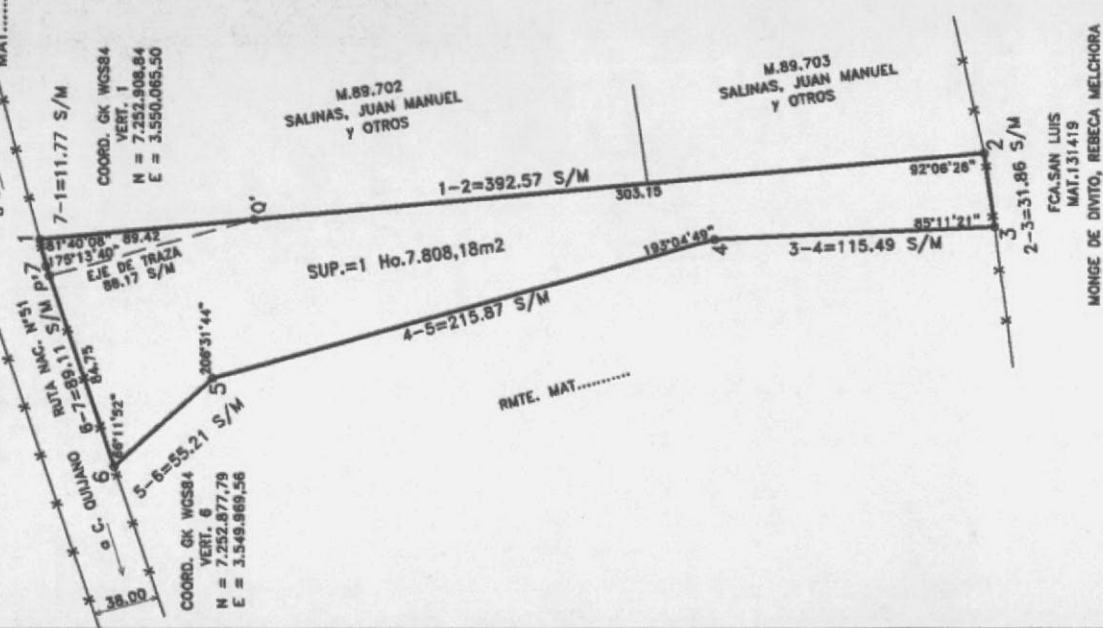 MAT.......
7-1=11.77 S/M
COORD. GK WGS84
VERT. 1
N = 7.252.908,84
E = 3.550.065,50
M.89.702
SALINAS, JUAN MANUEL
y OTROS
M.89.703
SALINAS, JUAN MANUEL
y OTROS
1
81°40'08"
89.42
175°13'40"
EJE DE TRAZA
88.17 S/M
P'
7
Q'
1-2=392.57 S/M
303.15
92°06'26"
2
85°11'21"
3
2-3=31.86 S/M
FCA.SAN LUIS
MAT.131419
MONGE DE DIVITO, REBECA MELCHORA
3-4=115.49 S/M
193°04'49"
4
SUP.=1 Ha.7.808,18m2
4-5=215.87 S/M
206°31'44"
5
RMTE. MAT............
5-6=55.21 S/M
66°11'52"
6
RUTA NAC. N°51
6-7=89.11 S/M
84.75
a C. QUIJANO
38.00
COORD. GK WGS84
VERT. 6
N = 7.252.877,79
E = 3.549.969,56